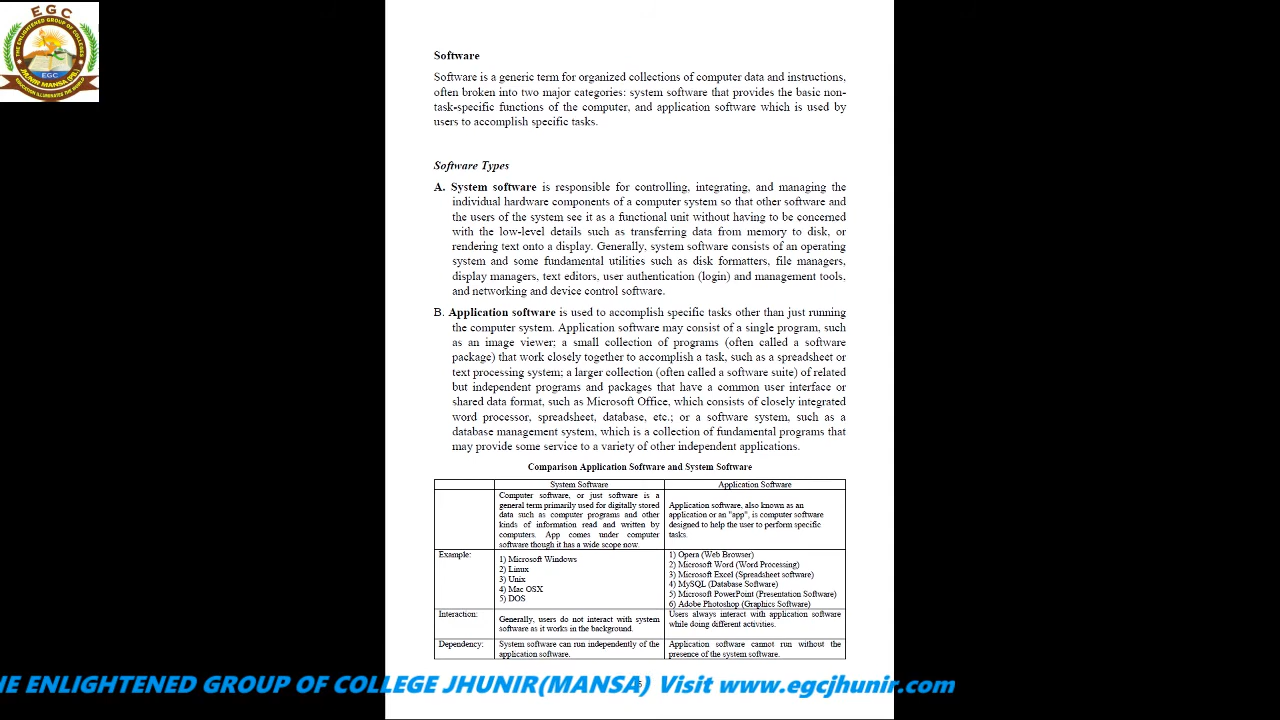 EGC
THE ENLIGHTENED GROUP OF COLLEGES
EGC
JHUNIR MANSA (PB.)
EDUCATION ILLUMINATES THE WORLD
Software
Software is a generic term for organized collections of computer data and instructions,
often broken into two major categories: system software that provides the basic non-
task-specific functions of the computer, and application software which is used by
users to accomplish specific tasks.
Software Types
A. System software is responsible for controlling, integrating, and managing the
individual hardware components of a computer system so that other software and
the users of the system see it as a functional unit without having to be concerned
with the low-level details such as transferring data from memory to disk, or
rendering text onto a display. Generally, system software consists of an operating
system and some fundamental utilities such as disk formatters, file managers,
display managers, text editors, user authentication (login) and management tools,
and networking and device control software.
B. Application software is used to accomplish specific tasks other than just running
the computer system. Application software may consist of a single program, such
as an image viewer; a small collection of programs (often called a software
package) that work closely together to accomplish a task, such as a spreadsheet or
text processing system; a larger collection (often called a software suite) of related
but independent programs and packages that have a common user interface or
shared data format, such as Microsoft Office, which consists of closely integrated
word processor, spreadsheet, database, etc.; or a software system, such as a
database management system, which is a collection of fundamental programs that
may provide some service to a variety of other independent applications.
Comparison Application Software and System Software
System Software
Application Software
Computer software, or just software is a
general term primarily used for digitally stored
data such as computer programs and other
kinds of information read and written by
computers. App comes under computer
software though it has a wide scope now.
Application software, also known as an
application or an "app", is computer software
designed to help the user to perform specific
tasks.
Example:
1) Microsoft Windows
2) Linux
3) Unix
4) Mac OSX
5) DOS
1) Opera (Web Browser)
2) Microsoft Word (Word Processing)
3) Microsoft Excel (Spreadsheet software)
4) MySQL (Database Software)
5) Microsoft PowerPoint (Presentation Software)
6) Adobe Photoshop (Graphics Software)
Interaction:
Generally, users do not interact with system
software as it works in the background.
Users always interact with application software
while doing different activities.
Dependency:
System software can run independently of the
application software.
Application software cannot run without the
presence of the system software.
HE ENLIGHTENED GROUP OF COLLEGE JHUNIR(MANSA) Visit www.egcjhunir.com